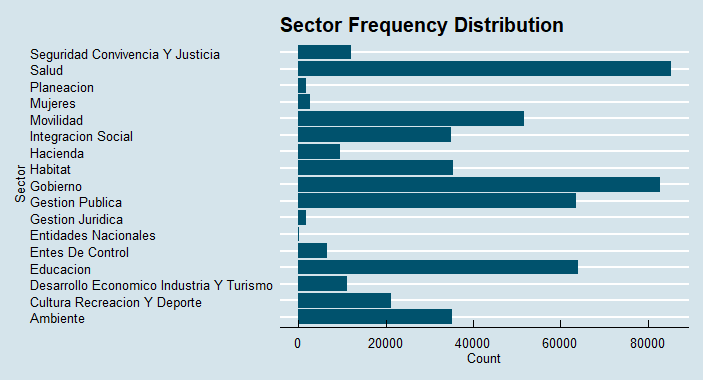 Sector Frequency Distribution
Seguridad Convivencia Y Justicia
Salud
Planeacion
Mujeres
Movilidad
Integracion Social
Hacienda
Habitat
Sector
Gobierno
Gestion Publica
Gestion Juridica
Entidades Nacionales
Entes De Control
Educacion
Desarrollo Economico Industria Y Turismo
Cultura Recreacion Y Deporte
Ambiente
0 20000 40000 60000 80000
Count